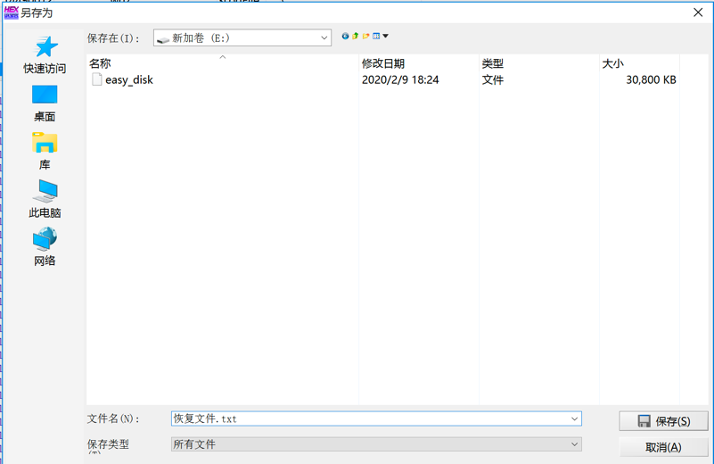 HEX
另存为
保存在(I):
新加卷 (E:)
快速访问
桌面
库
此电脑
网络
名称
修改日期
类型
大小
easy_disk
2020/2/9 18:24
文件
30,800 KB
文件名(N):
恢复文件.txt
保存(S)
保存类型
所有文件
取消(A)